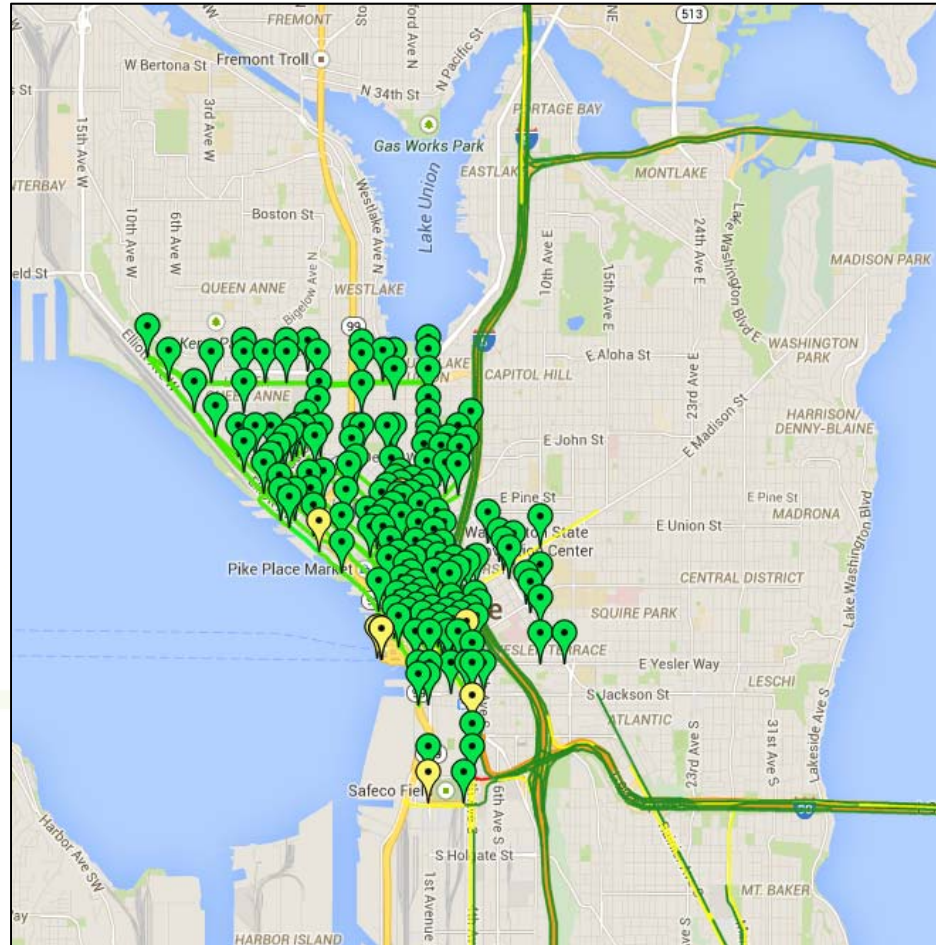 FREMONT
513
NE
W Bertona St
Fremont Troll
N Pacific St
N 34th St
3rd Ave W
15th Ave W
PORTAGE BAY
Gas Works Park
EASTLAKE
MONTLAKE
Lake Union
Westlake Ave N
Boston St
6th Ave W
10th Ave W
24th Ave E
Lake Washington Blvd E
10th Ave E
15th Ave E
MADISON PARK
QUEEN ANNE
Bigelow Ave N
WESTLAKE
WASHINGTON
PARK
99
E Aloha St
CAPITOL HILL
23rd Ave E
QUEEN ANNE
HARRISON/
DENNY-BLAINE
E John St
E Madison St
E Pine St
E Pine St
MADRONA
E Union St
Lake Washington Blvd
Pike Place Market
CENTRAL DISTRICT
SQUIRE PARK
E Yesler Way
LESCHI
S Jackson St
ATLANTIC
23rd Ave S
31st Ave S
Lakeside Ave S
6th Ave S
S Holgate St
1st Avenue
Harbor Ave SW
MT. BAKER
HARBOR ISLAND